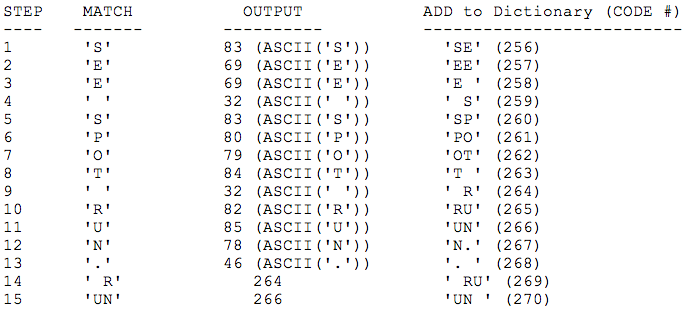 STEP MATCH OUTPUT ADD to Dictionary (CODE #)
---- ------- ---------- --------------------------
1 'S' 83 (ASCII('S')) 'SE' (256)
2 'E' 69 (ASCII('E')) 'EE' (257)
3 'E' 69 (ASCII('E')) 'E ' (258)
4 ' ' 32 (ASCII(' ')) ' S' (259)
5 'S' 83 (ASCII('S')) 'SP' (260)
6 'P' 80 (ASCII('P')) 'PO' (261)
7 'O' 79 (ASCII('O')) 'OT' (262)
8 'T' 84 (ASCII('T')) 'T ' (263)
9 ' ' 32 (ASCII(' ')) ' R' (264)
10 'R' 82 (ASCII('R')) 'RU' (265)
11 'U' 85 (ASCII('U')) 'UN' (266)
12 'N' 78 (ASCII('N')) 'N.' (267)
13 '.' 46 (ASCII('.')) '. ' (268)
14 ' R' 264 ' RU' (269)
15 'UN' 266 'UN ' (270)